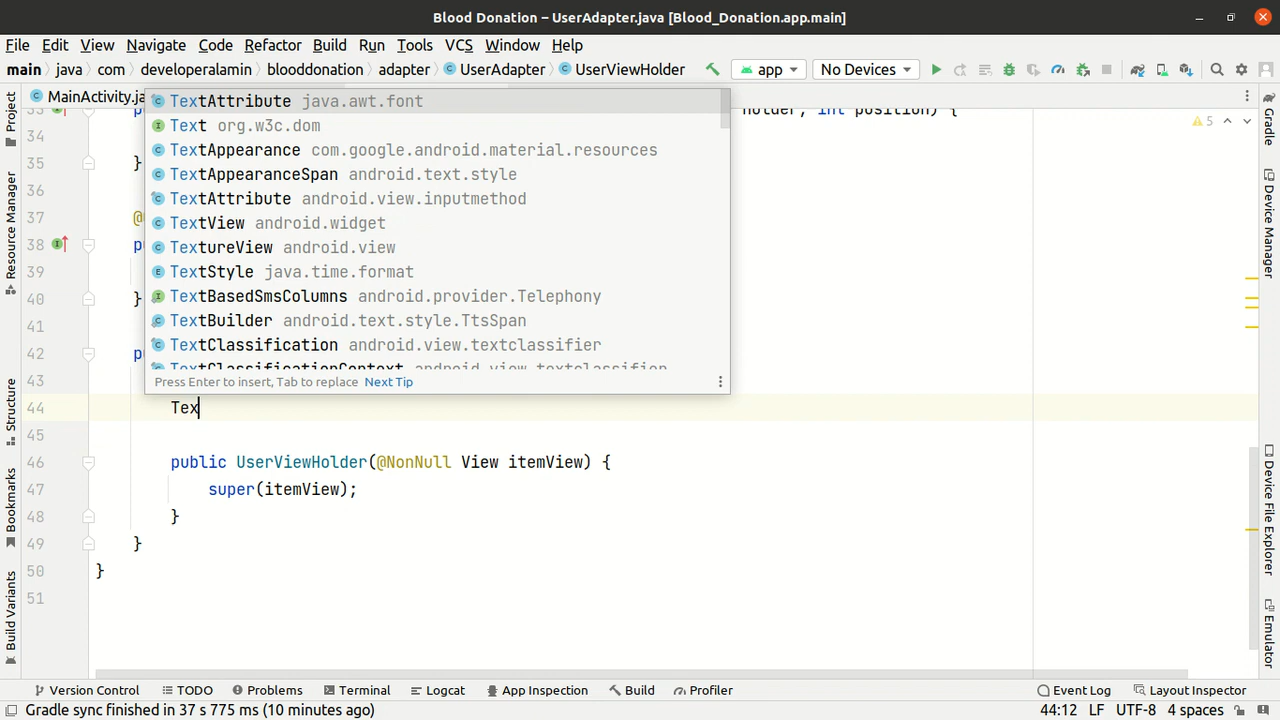 Blood Donation – UserAdapter.java [Blood_Donation.app.main]
File Edit View Navigate Code Refactor Build Run Tools VCS Window Help
main java com developeralamin blooddonation adapter UserAdapter UserViewHolder app No Devices
MainActivity.ja
holder, int position) {
5
TextAttribute java.awt.font
Text org.w3c.dom
TextAppearance com.google.android.material.resources
TextAppearanceSpan android.text.style
TextAttribute android.view.inputmethod
TextView android.widget
TextureView android.view
TextStyle java.time.format
TextBasedSmsColumns android.provider.Telephony
TextBuilder android.text.style.TtsSpan
TextClassification android.view.textclassifier
TextClassificationContext android.view.textclassifier
Press Enter to insert, Tab to replace Next Tip
33 p
34
35 }
36
37 @
38 p
39
40 }
41
42 p
43
44 Tex
45
46 public UserViewHolder(@NonNull View itemView) {
47 super(itemView);
48 }
49 }
50 }
51
Project
Resource Manager
Structure
Bookmarks
Build Variants
Gradle
Device Manager
Device File Explorer
Emulator
Version Control TODO Problems Terminal Logcat App Inspection Build Profiler Event Log Layout Inspector
Gradle sync finished in 37 s 775 ms (10 minutes ago) 44:12 LF UTF-8 4 spaces